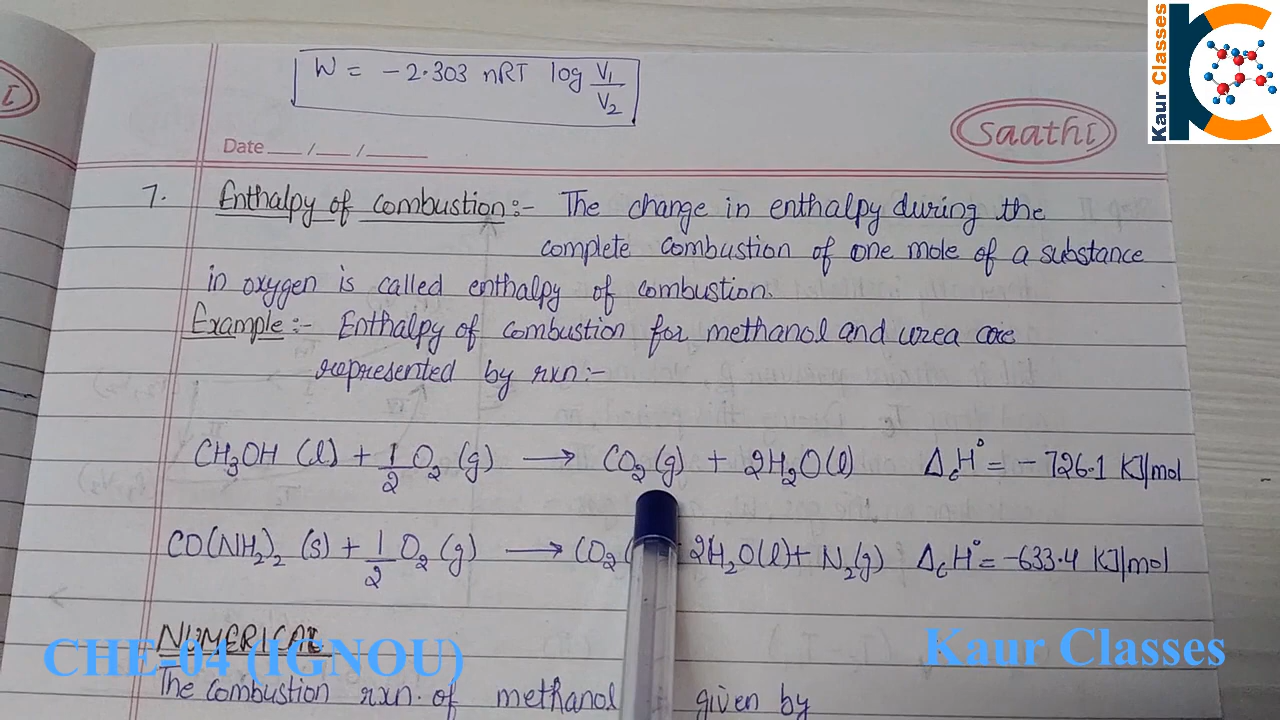 W = -2.303 nRT log V₁/V₂
Kaur Classes
KC
Saathi
Date ___/___/____
7. Enthalpy of combustion:- The change in enthalpy during the
complete combustion of one mole of a substance
in oxygen is called enthalpy of combustion.
Example:- Enthalpy of combustion for methanol and urea are
represented by rxn:-
CH₃OH (l) + 1/2 O₂ (g) → CO₂ (g) + 2H₂O(l) ΔcH° = -726.1 KJ/mol
CO(NH₂)₂ (s) + 1/2 O₂ (g) → CO₂ ( 2H₂O(l) + N₂(g) ΔcH° = -633.4 KJ/mol
NUMERICAL
CHE-04 (IGNOU)
Kaur Classes
The combustion rxn. of methanol given by